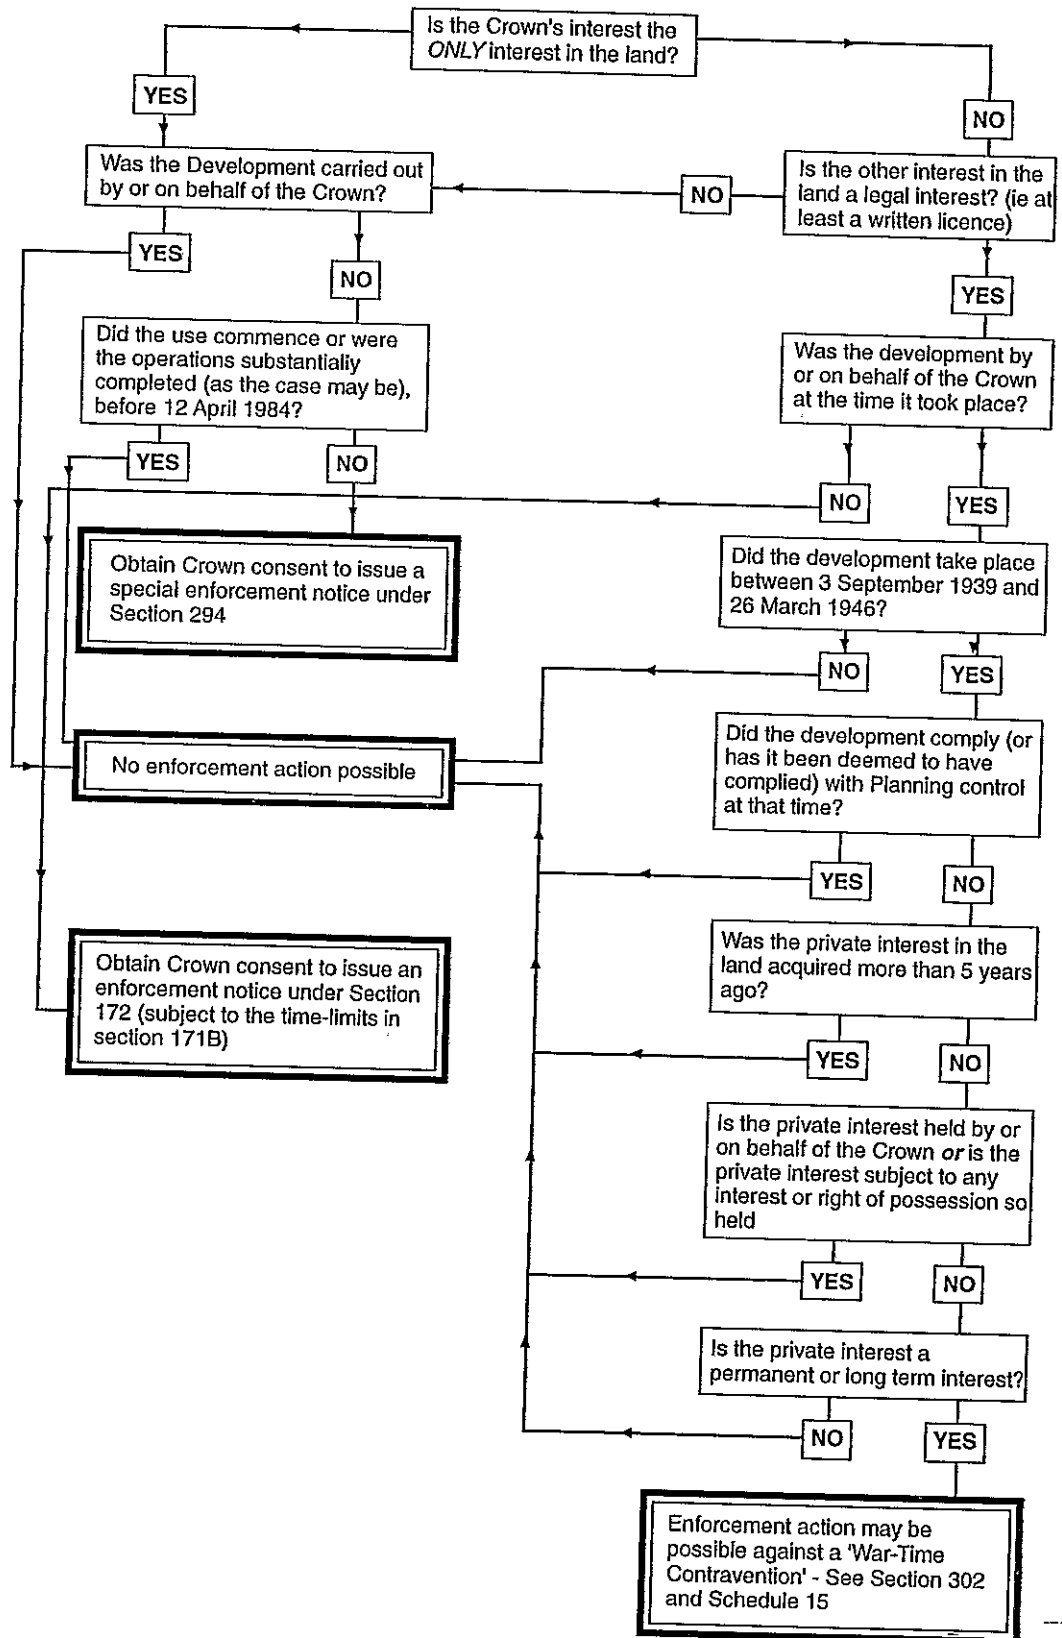 Is the Crown's interest the
ONLY interest in the land?
YES
NO
Was the Development carried out
by or on behalf of the Crown?
NO
Is the other interest in the
land a legal interest? (ie at
least a written licence)
YES
NO
YES
Did the use commence or were
the operations substantially
completed (as the case may be),
before 12 April 1984?
Was the development by
or on behalf of the Crown
at the time it took place?
YES
NO
NO
YES
Obtain Crown consent to issue a
special enforcement notice under
Section 294
Did the development take place
between 3 September 1939 and
26 March 1946?
NO
YES
No enforcement action possible
Did the development comply (or
has it been deemed to have
complied) with Planning control
at that time?
YES
NO
Obtain Crown consent to issue an
enforcement notice under Section
172 (subject to the time-limits in
section 171B)
Was the private interest in the
land acquired more than 5 years
ago?
YES
NO
Is the private interest held by or
on behalf of the Crown or is the
private interest subject to any
interest or right of possession so
held
YES
NO
Is the private interest a
permanent or long term interest?
NO
YES
Enforcement action may be
possible against a 'War-Time
Contravention' - See Section 302
and Schedule 15